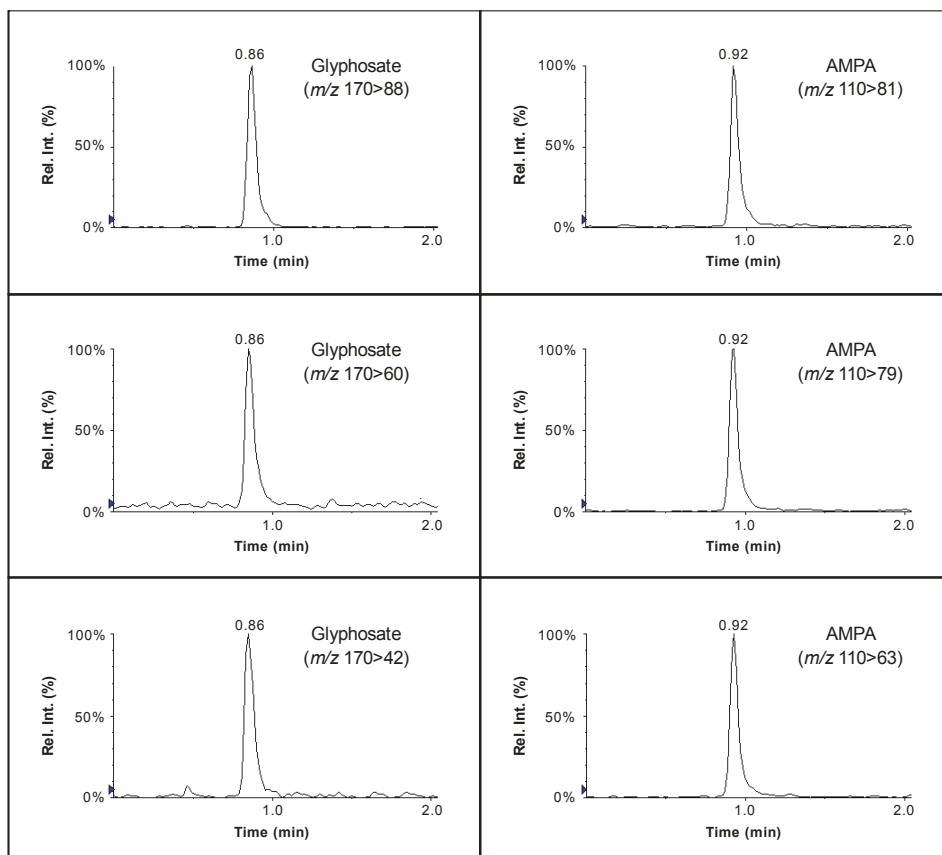 0.86
Glyphosate
(m/z 170>88)
100%
50%
0%
Rel. Int. (%)
1.0
2.0
Time (min)
0.92
AMPA
(m/z 110>81)
100%
50%
0%
Rel. Int. (%)
1.0
2.0
Time (min)
0.86
Glyphosate
(m/z 170>60)
100%
50%
0%
Rel. Int. (%)
1.0
2.0
Time (min)
0.92
AMPA
(m/z 110>79)
100%
50%
0%
Rel. Int. (%)
1.0
2.0
Time (min)
0.86
Glyphosate
(m/z 170>42)
100%
50%
0%
Rel. Int. (%)
1.0
2.0
Time (min)
0.92
AMPA
(m/z 110>63)
100%
50%
0%
Rel. Int. (%)
1.0
2.0
Time (min)